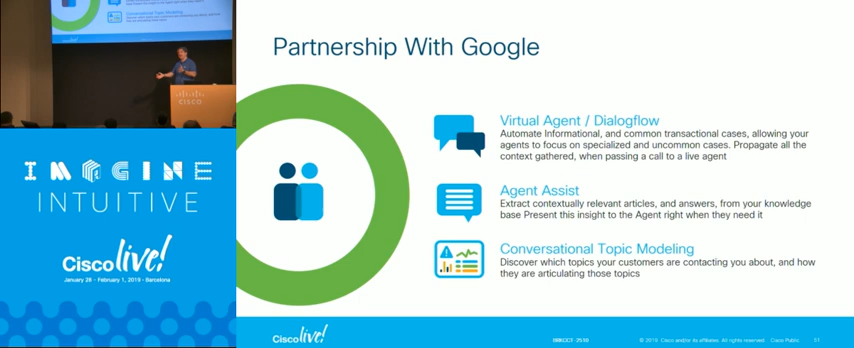 Conversational Topic Modeling
CISCO
IMAGINE
INTUITIVE
Cisco live!
January 28 - February 1, 2019 · Barcelona
Partnership With Google
Virtual Agent / Dialogflow
Automate Informational, and common transactional cases, allowing your
agents to focus on specialized and uncommon cases. Propagate all the
context gathered, when passing a call to a live agent
Agent Assist
Extract contextually relevant articles, and answers, from your knowledge
base Present this insight to the Agent right when they need it
Conversational Topic Modeling
Discover which topics your customers are contacting you about, and how
they are articulating those topics
Cisco live!
© 2019 Cisco and/or its affiliates. All rights reserved. Cisco Public